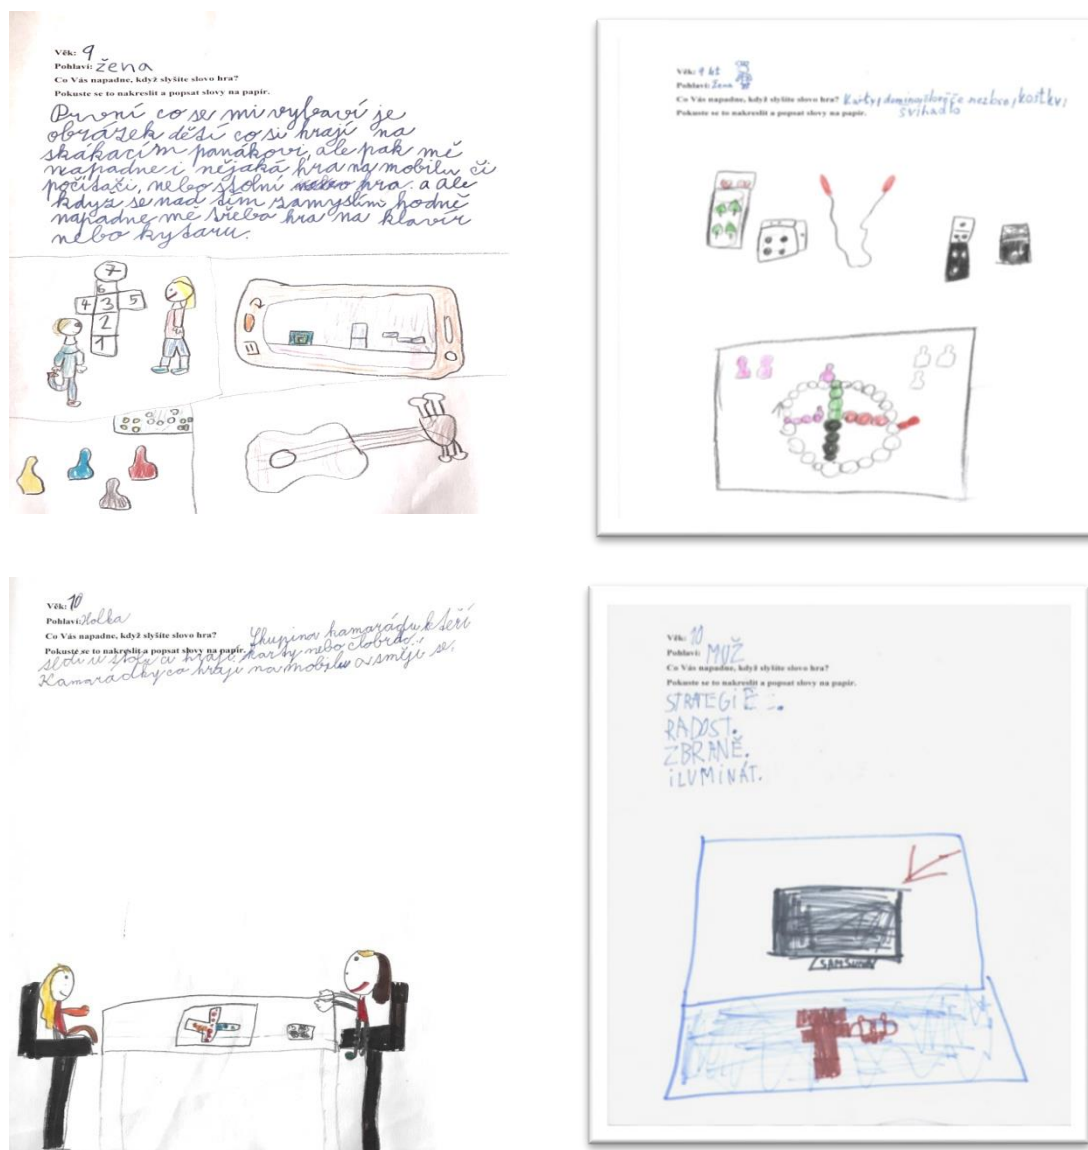 Věk: 9
Pohlaví: žena
Co Vás napadne, když slyšíte slovo hra?
Pokuste se to nakreslit a popsat slovy na papír.
První co se mi vybaví je
obrázek dětí co si hrají na
skákacím panákovi, ale pak mě
napadne i nějaká hra na mobilu či
počítači, nebo stolní hra. a ale
když se nad tím zamyslím hodně
napadne mě třeba hra na klavír
nebo kytaru.
7
6
4 3 5
2
1
Věk: 9 let
Pohlaví: Žena
Co Vás napadne, když slyšíte slovo hra? Karty, domino, člověče nezlob, kostky,
Pokuste se to nakreslit a popsat slovy na papír. švihadlo
Věk: 10
Pohlaví: Holka
Co Vás napadne, když slyšíte slovo hra? Skupina kamarádů kteří
Pokuste se to nakreslit a popsat slovy na papír.
sedí u stolu a hrají karty nebo člobrdo.
Kamarádky co hrají na mobilu a smějí se.
Věk: 10
Pohlaví: MUŽ
Co Vás napadne, když slyšíte slovo hra?
Pokuste se to nakreslit a popsat slovy na papír.
STRATEGIE.
RADOST.
ZBRANĚ.
iLUMINÁT.
SAMSUNG